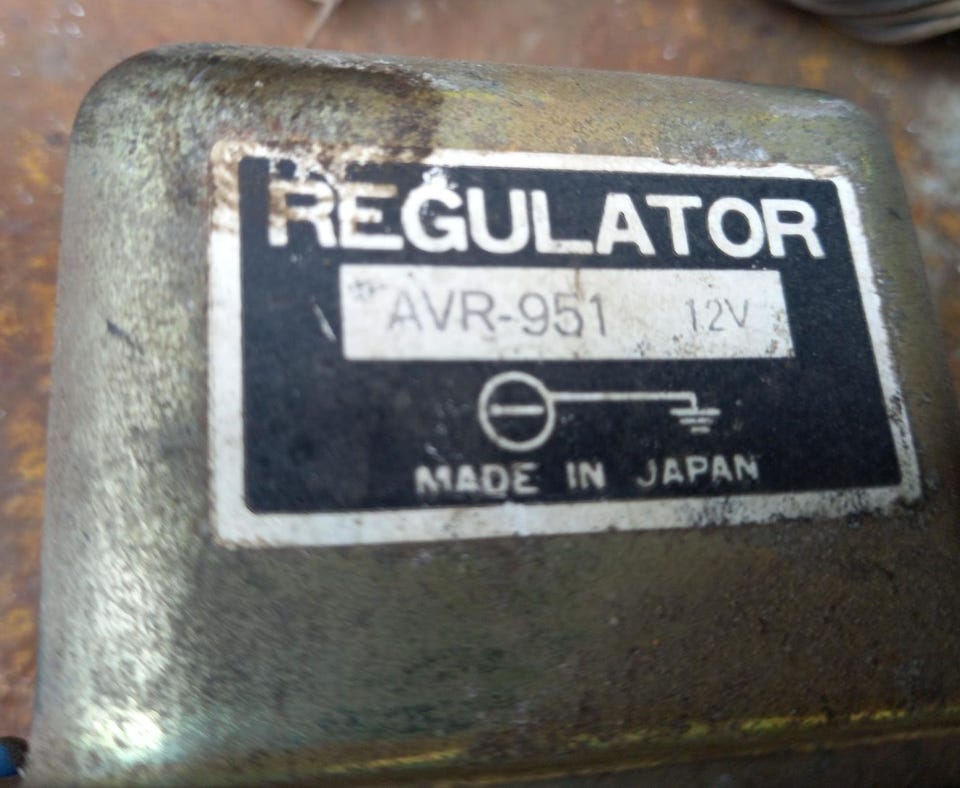 REGULATOR
AVR-951 12V
MADE IN JAPAN